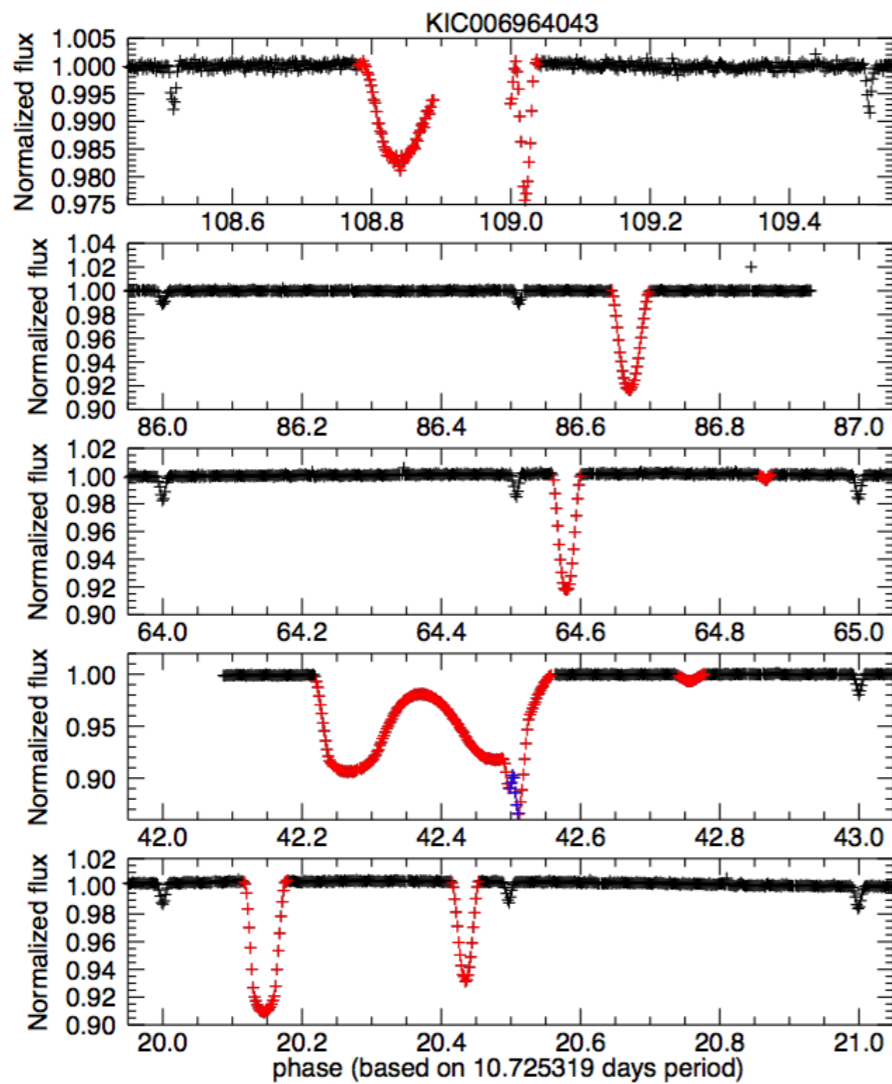 KIC006964043
Normalized flux
1.005
1.000
0.995
0.990
0.985
0.980
0.975
108.6 108.8 109.0 109.2 109.4
Normalized flux
1.04
1.02
1.00
0.98
0.96
0.94
0.92
0.90
86.0 86.2 86.4 86.6 86.8 87.0
Normalized flux
1.02
1.00
0.98
0.96
0.94
0.92
0.90
64.0 64.2 64.4 64.6 64.8 65.0
Normalized flux
1.00
0.95
0.90
42.0 42.2 42.4 42.6 42.8 43.0
Normalized flux
1.02
1.00
0.98
0.96
0.94
0.92
0.90
20.0 20.2 20.4 20.6 20.8 21.0
phase (based on 10.725319 days period)